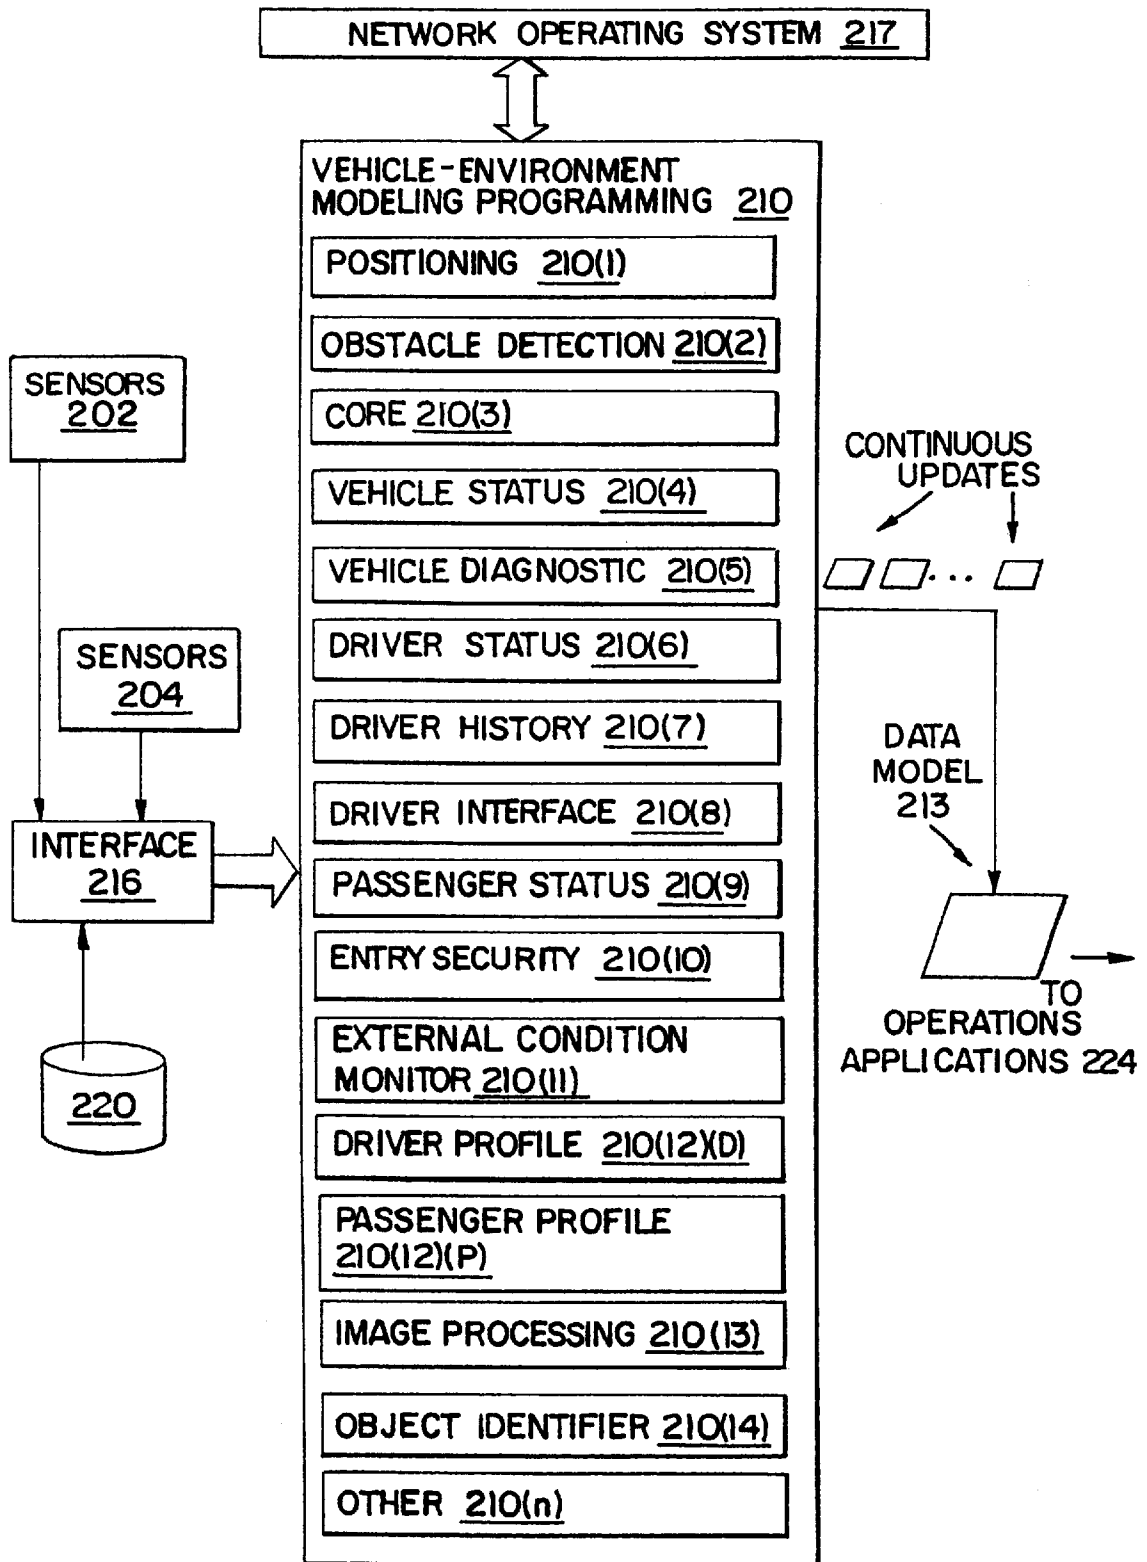 NETWORK OPERATING SYSTEM 217
VEHICLE-ENVIRONMENT
MODELING PROGRAMMING 210
POSITIONING 210(1)
OBSTACLE DETECTION 210(2)
CORE 210(3)
VEHICLE STATUS 210(4)
VEHICLE DIAGNOSTIC 210(5)
DRIVER STATUS 210(6)
DRIVER HISTORY 210(7)
DRIVER INTERFACE 210(8)
PASSENGER STATUS 210(9)
ENTRY SECURITY 210(10)
EXTERNAL CONDITION
MONITOR 210(11)
DRIVER PROFILE 210(12)(D)
PASSENGER PROFILE
210(12)(P)
IMAGE PROCESSING 210(13)
OBJECT IDENTIFIER 210(14)
OTHER 210(n)
SENSORS
202
SENSORS
204
INTERFACE
216
220
CONTINUOUS
UPDATES
...
DATA
MODEL
213
TO
OPERATIONS
APPLICATIONS 224